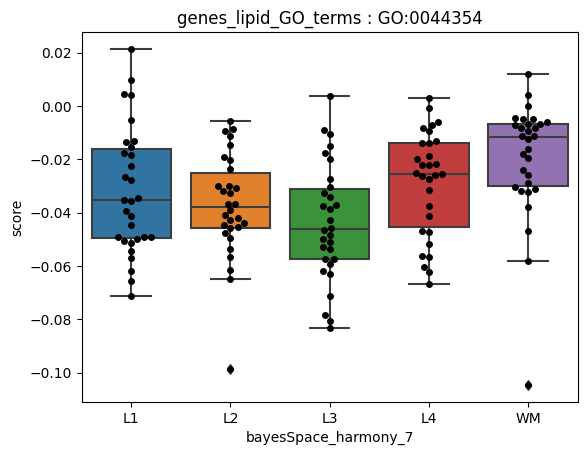 genes_lipid_GO_terms : GO:0044354
0.02
0.00
−0.02
−0.04
−0.06
−0.08
−0.10
score
L1 L2 L3 L4 WM
bayesSpace_harmony_7